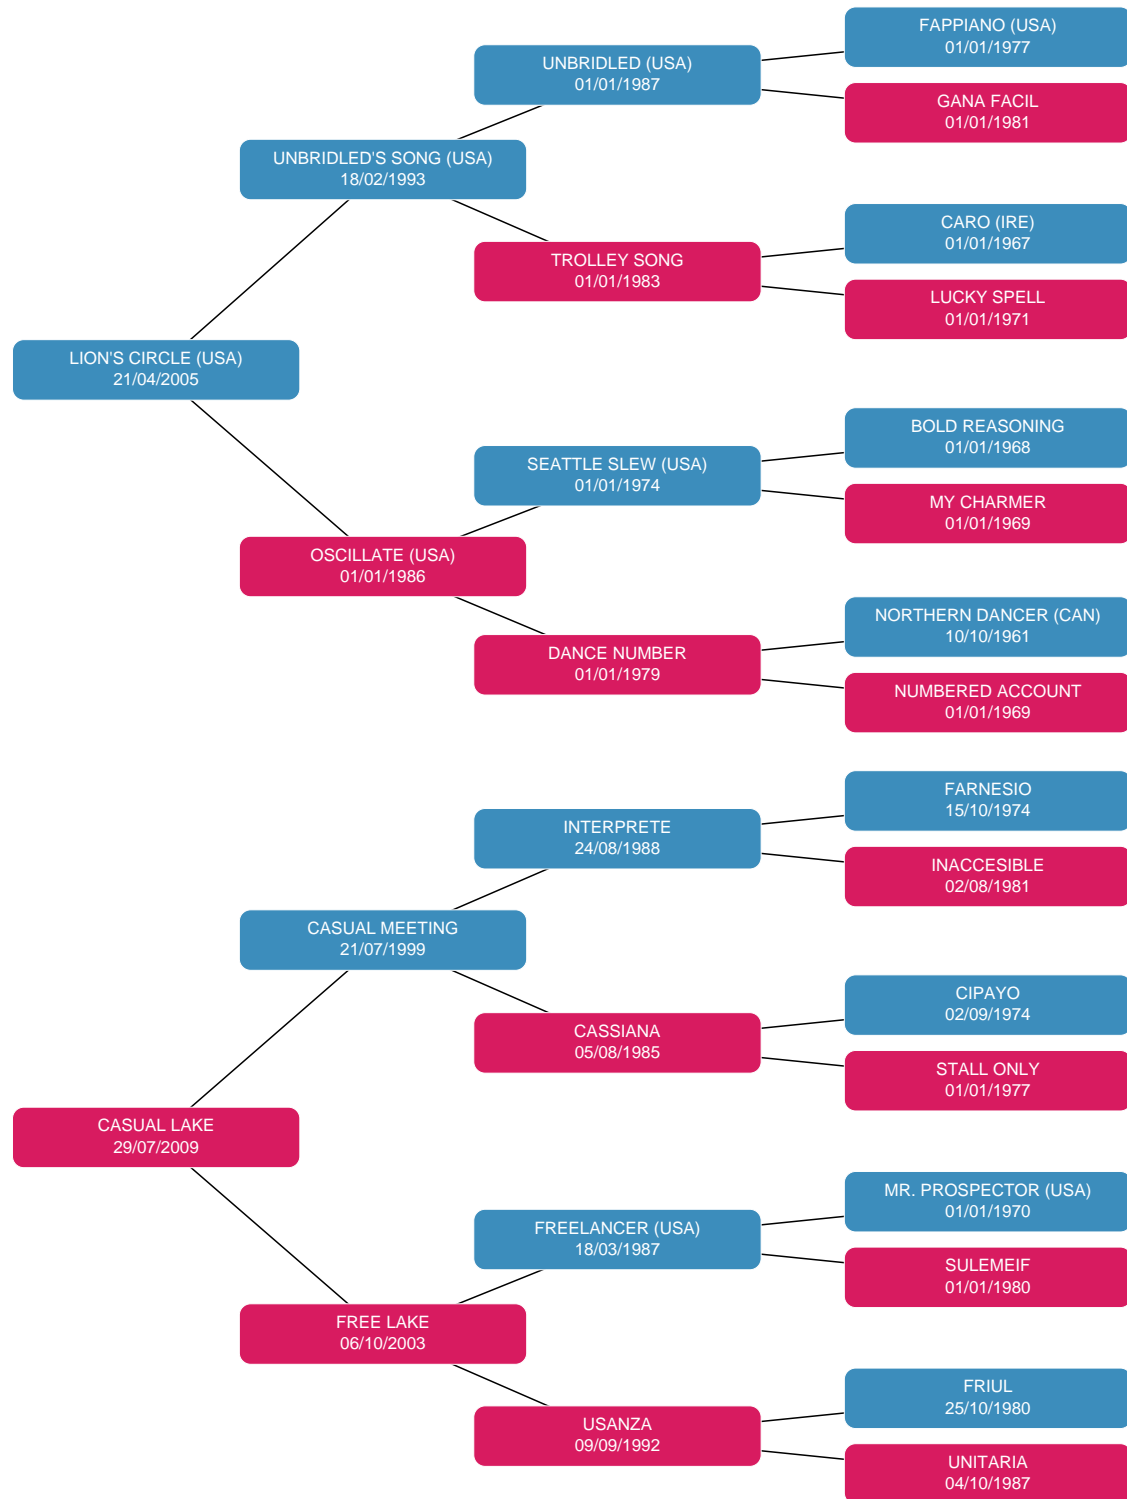 FAPPIANO (USA)
01/01/1977
UNBRIDLED (USA)
01/01/1987
GANA FACIL
01/01/1981
UNBRIDLED'S SONG (USA)
18/02/1993
CARO (IRE)
01/01/1967
TROLLEY SONG
01/01/1983
LUCKY SPELL
01/01/1971
LION'S CIRCLE (USA)
21/04/2005
BOLD REASONING
01/01/1968
SEATTLE SLEW (USA)
01/01/1974
MY CHARMER
01/01/1969
OSCILLATE (USA)
01/01/1986
NORTHERN DANCER (CAN)
10/10/1961
DANCE NUMBER
01/01/1979
NUMBERED ACCOUNT
01/01/1969
FARNESIO
15/10/1974
INTERPRETE
24/08/1988
INACCESIBLE
02/08/1981
CASUAL MEETING
21/07/1999
CIPAYO
02/09/1974
CASSIANA
05/08/1985
STALL ONLY
01/01/1977
CASUAL LAKE
29/07/2009
MR. PROSPECTOR (USA)
01/01/1970
FREELANCER (USA)
18/03/1987
SULEMEIF
01/01/1980
FREE LAKE
06/10/2003
FRIUL
25/10/1980
USANZA
09/09/1992
UNITARIA
04/10/1987